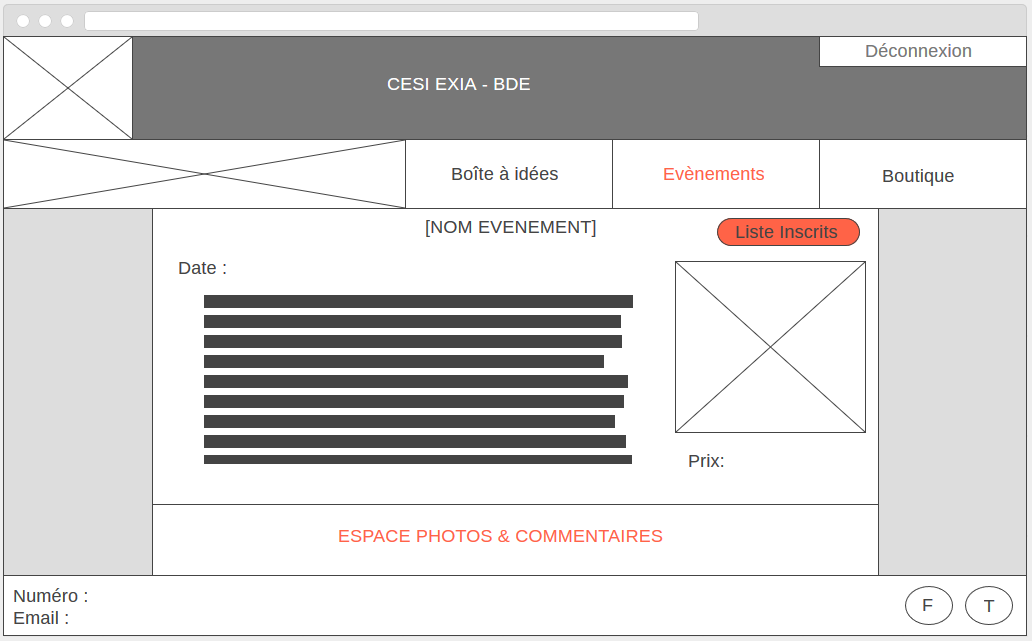 Déconnexion
CESI EXIA - BDE
Boîte à idées
Evènements
Boutique
[NOM EVENEMENT]
Liste Inscrits
Date :
Prix:
ESPACE PHOTOS & COMMENTAIRES
Numéro :
Email :
F
T